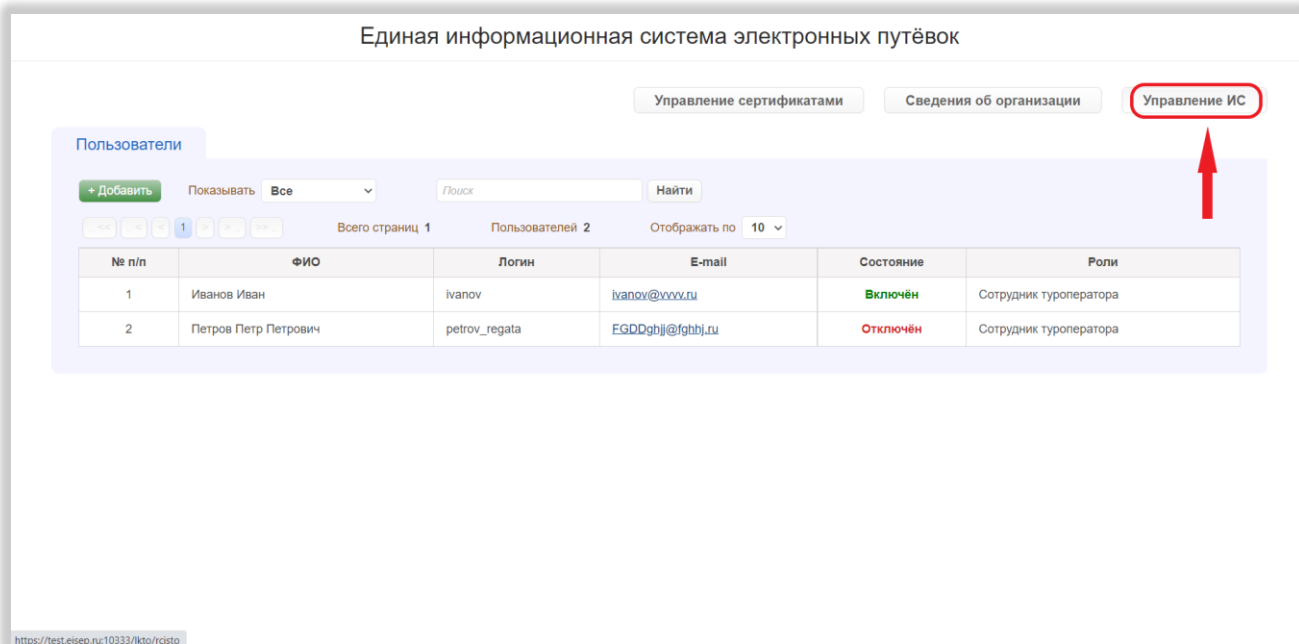 Единая информационная система электронных путёвок
Управление сертификатами Сведения об организации Управление ИС
Пользователи
+ Добавить Показывать Все Поиск Найти
<< < < 1 > > >> Всего страниц 1 Пользователей 2 Отображать по 10
№ п/п ФИО Логин E-mail Состояние Роли
1 Иванов Иван ivanov ivanov@vvvv.ru Включён Сотрудник туроператора
2 Петров Петр Петрович petrov_regata FGDDghjj@fghhj.ru Отключён Сотрудник туроператора
https://test.eisep.ru:10333/lkto/rcisto